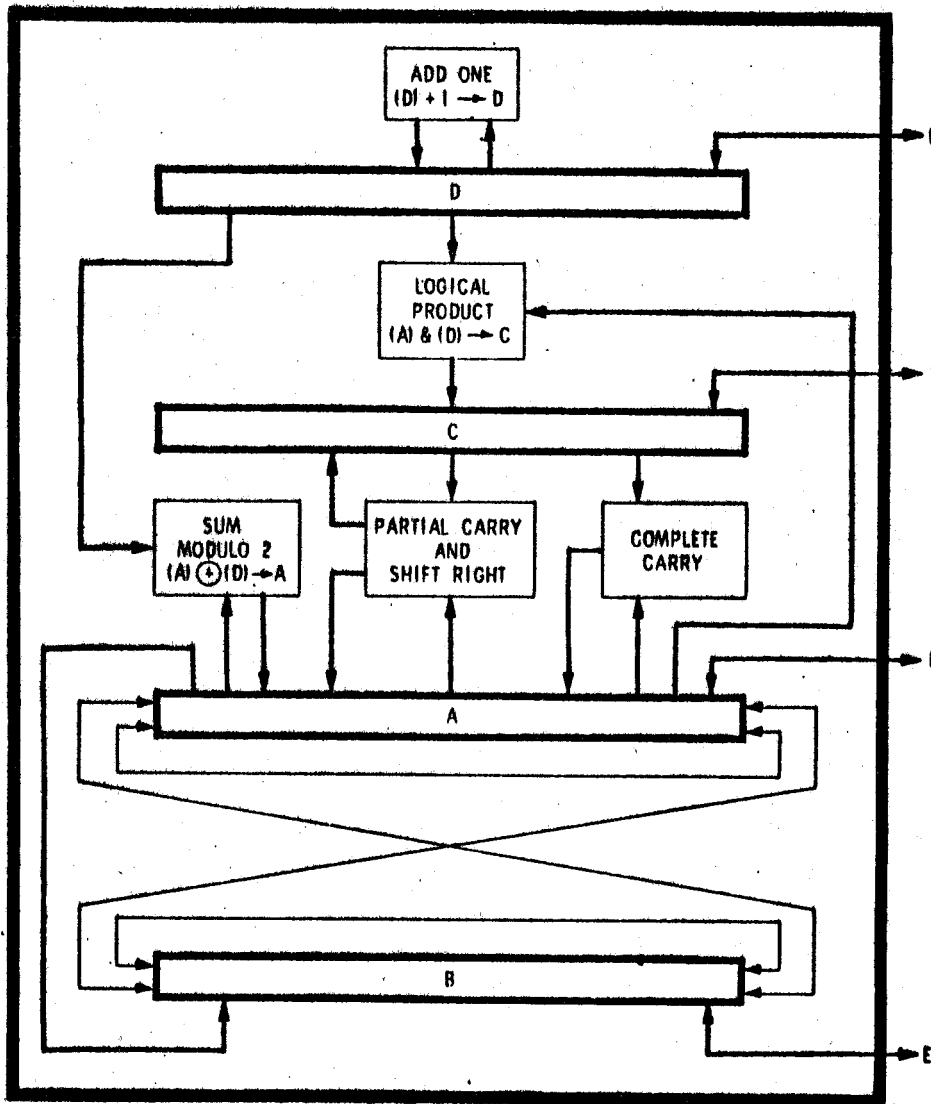 ADD ONE
(D) + 1 → D
D
LOGICAL
PRODUCT
(A) & (D) → C
C
SUM
MODULO 2
(A) ⊕ (D) → A
PARTIAL CARRY
AND
SHIFT RIGHT
COMPLETE
CARRY
A
B
E